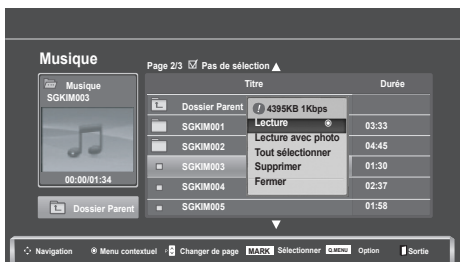 Musique
Page 2/3 Pas de sélection
Musique
SGKIM003
00:00/01:34
Dossier Parent
Titre Durée
Dossier Parent
SGKIM001 03:33
SGKIM002 04:45
SGKIM003 01:30
SGKIM004 02:37
SGKIM005 01:58
4395KB 1Kbps
Lecture
Lecture avec photo
Tout sélectionner
Supprimer
Fermer
Navigation Menu contextuel Changer de page MARK Sélectionner Q.MENU Option Sortie